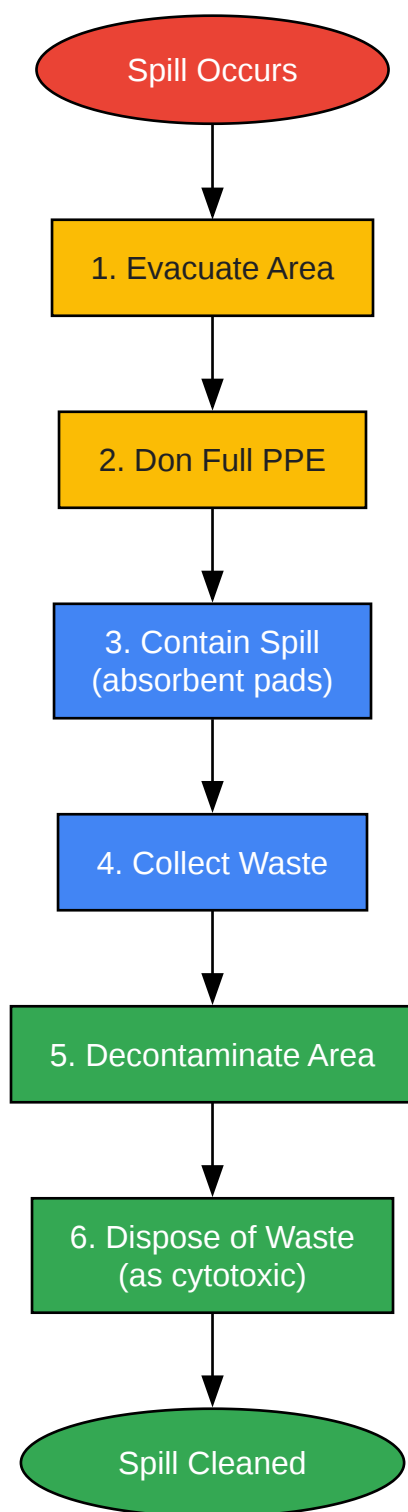 Spill Occurs
1. Evacuate Area
2. Don Full PPE
3. Contain Spill
(absorbent pads)
4. Collect Waste
5. Decontaminate Area
6. Dispose of Waste
(as cytotoxic)
Spill Cleaned